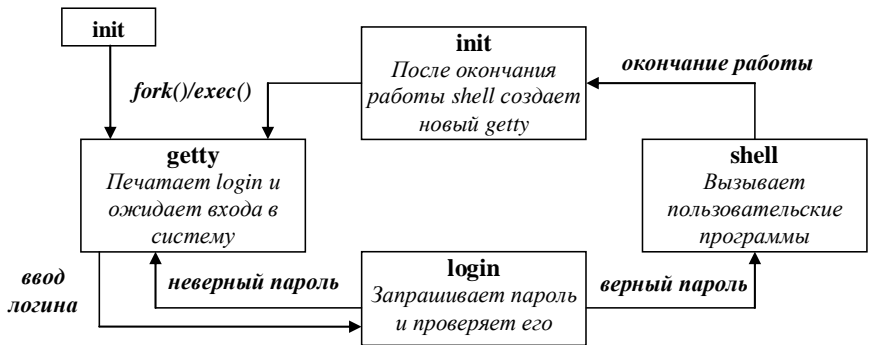 init
init
После окончания
работы shell создает
новый getty
окончание работы
fork()/exec()
getty
Печатает login и
ожидает входа в
систему
shell
Вызывает
пользовательские
программы
ввод
логина
неверный пароль
login
Запрашивает пароль
и проверяет его
верный пароль